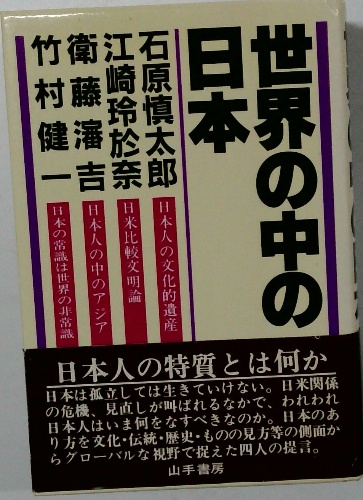 世界の中の
日本
石原慎太郎
日本人の文化的遺産
江崎玲於奈
日米比較文明論
衛藤瀋吉
日本人の中のアジア
竹村健一
日本の常識は世界の非常識
日本人の特質とは何か
日本は孤立しては生きていけない。日米関係
の危機、見直しが叫ばれるなかで、われわれ
日本人はいま何をなすべきなのか。日本のあ
り方を文化・伝統・歴史・ものの見方等の側面か
らグローバルな視野で捉えた四人の提言。
山手書房